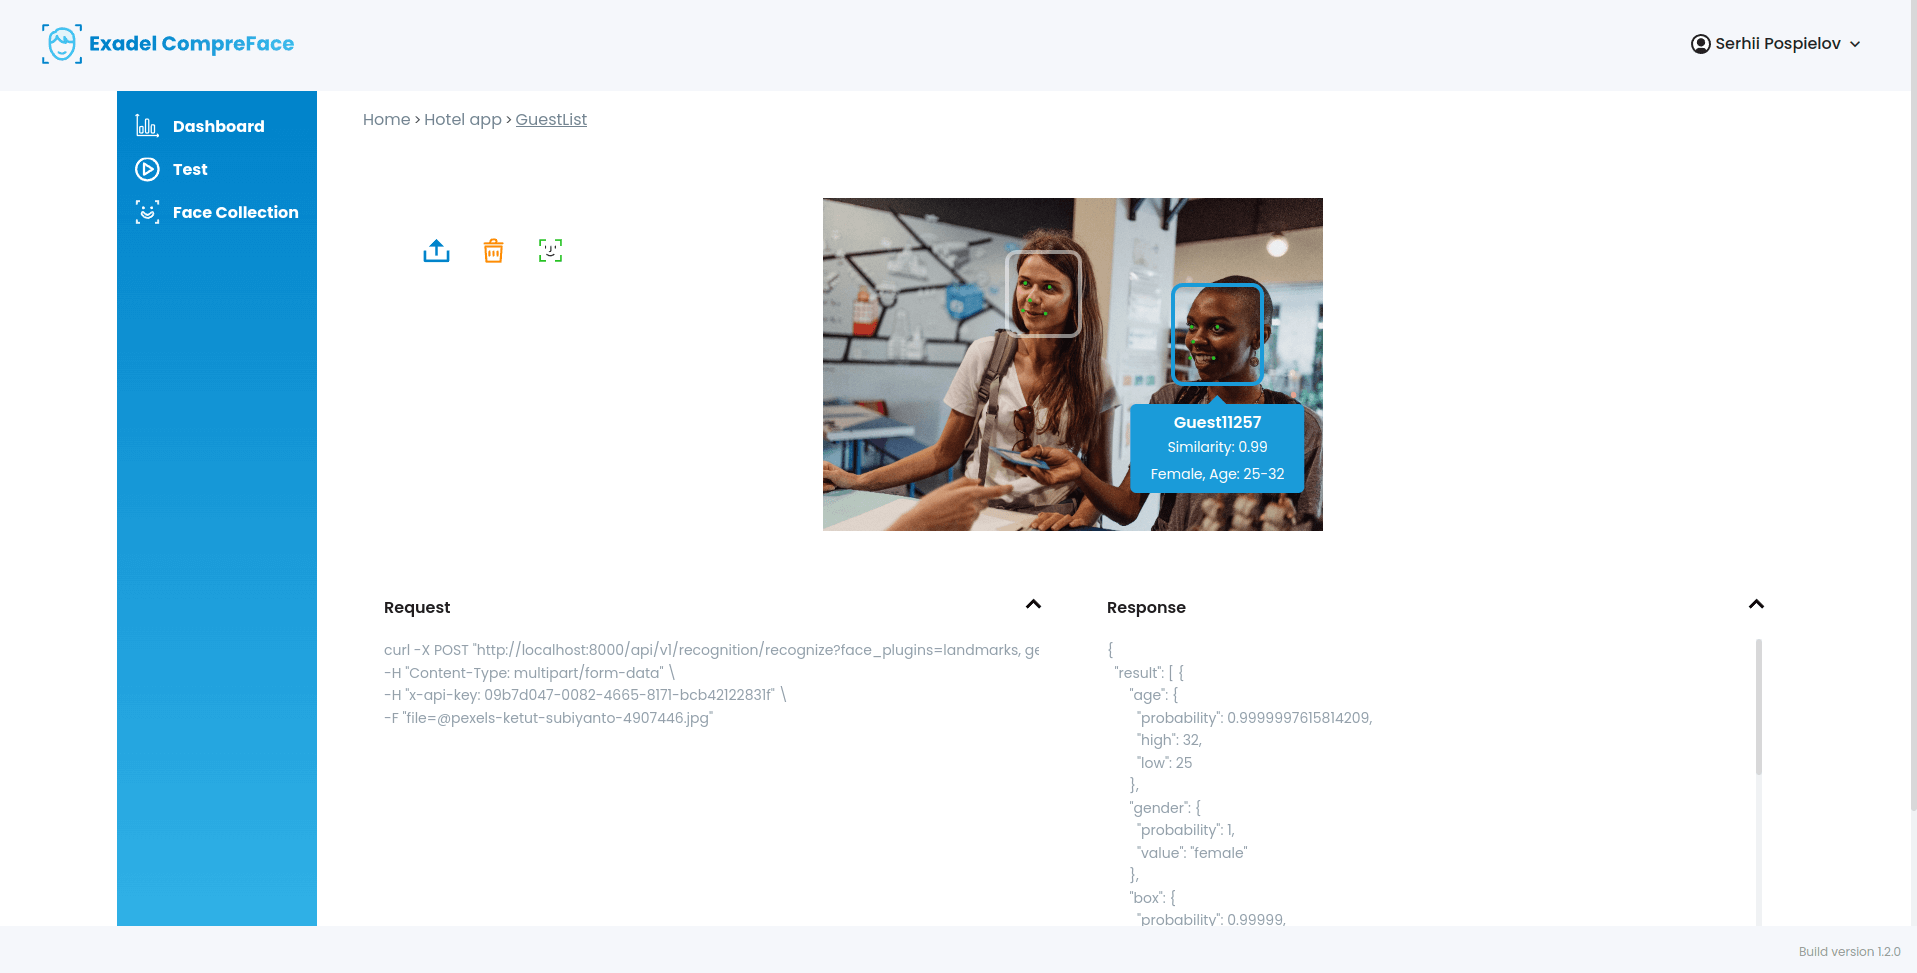 Exadel CompreFace
Serhii Pospielov
Dashboard
Test
Face Collection
Home > Hotel app > GuestList
Guest11257
Similarity: 0.99
Female, Age: 25-32
Request
curl -X POST "http://localhost:8000/api/v1/recognition/recognize?face_plugins=landmarks, ge
-H "Content-Type: multipart/form-data" \
-H "x-api-key: 09b7d047-0082-4665-8171-bcb42122831f" \
-F "file=@pexels-ketut-subiyanto-4907446.jpg"
Response
{
"result": [ {
"age": {
"probability": 0.9999997615814209,
"high": 32,
"low": 25
},
"gender": {
"probability": 1,
"value": "female"
},
"box": {
"probability": 0.99999,
Build version 1.2.0